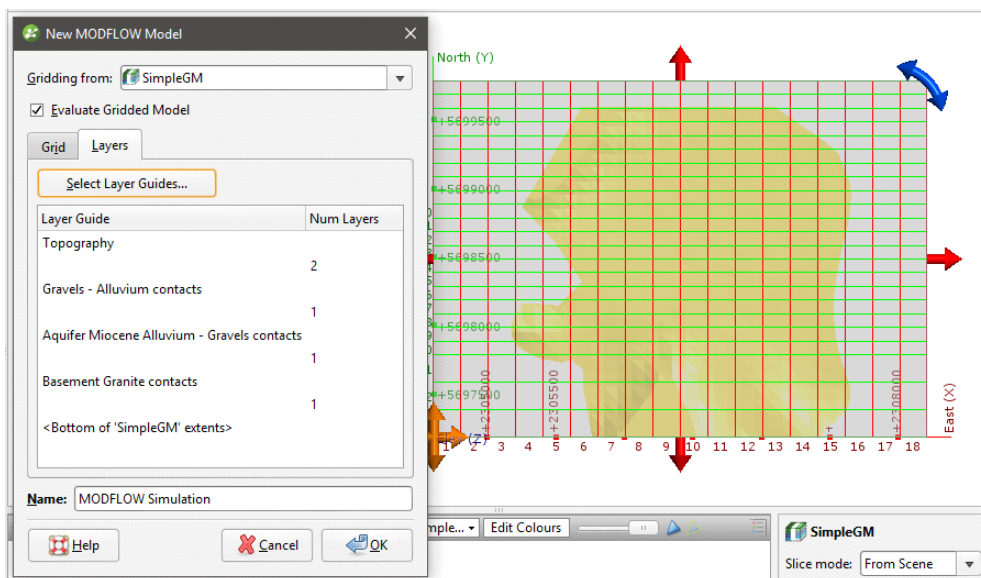 New MODFLOW Model
Gridding from: SimpleGM
Evaluate Gridded Model
Grid Layers
Select Layer Guides...
Layer Guide Num Layers
Topography
2
Gravels - Alluvium contacts
1
Aquifer Miocene Alluvium - Gravels contacts
1
Basement Granite contacts
1
<Bottom of 'SimpleGM' extents>
Name: MODFLOW Simulation
Help Cancel OK
North (Y)
+5699500
+5699000
+5698500
+5698000
+5697500
+2305000
+2305500
+2308000
East (X)
(Z)
1 2 3 4 5 6 7 8 9 10 11 12 13 14 15 16 17 18
Edit Colours
SimpleGM
Slice mode: From Scene